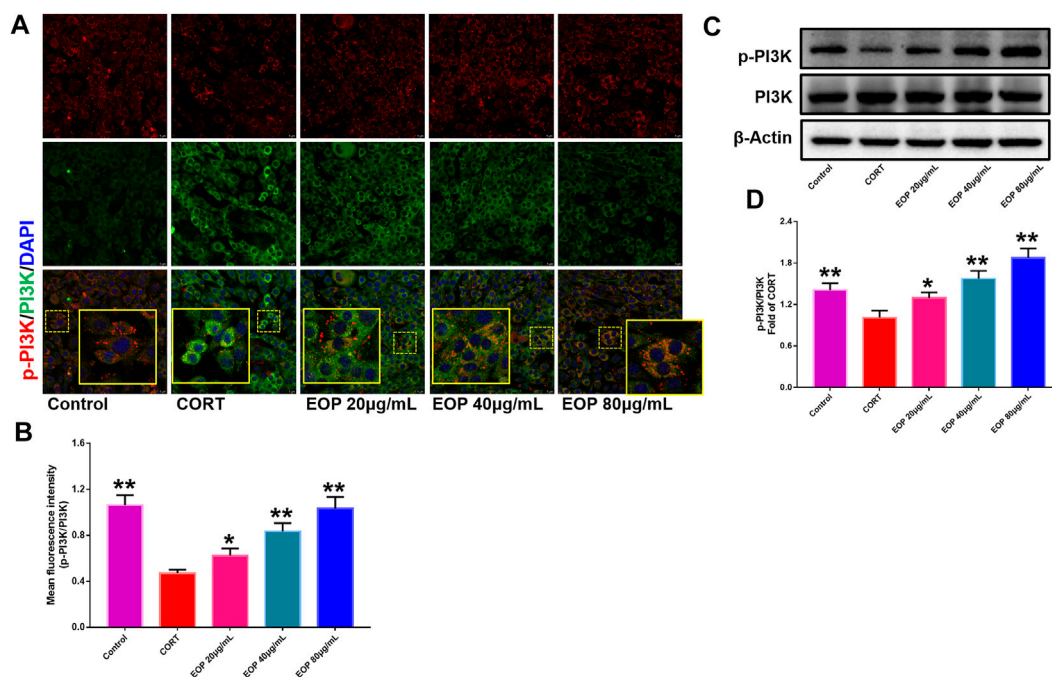 A
p-PI3K/PI3K/DAPI
Control
CORT
EOP 20μg/mL
EOP 40μg/mL
EOP 80μg/mL
B
Mean fluorescence intensity
(p-PI3K/PI3K)
1.6
1.2
0.8
0.4
0.0
**
*
**
**
Control
CORT
EOP 20μg/mL
EOP 40μg/mL
EOP 80μg/mL
C
p-PI3K
PI3K
β-Actin
Control
CORT
EOP 20μg/mL
EOP 40μg/mL
EOP 80μg/mL
D
p-PI3K/PI3K
Fold of CORT
2.4
1.8
1.2
0.6
0.0
**
*
**
**
Control
CORT
EOP 20μg/mL
EOP 40μg/mL
EOP 80μg/mL